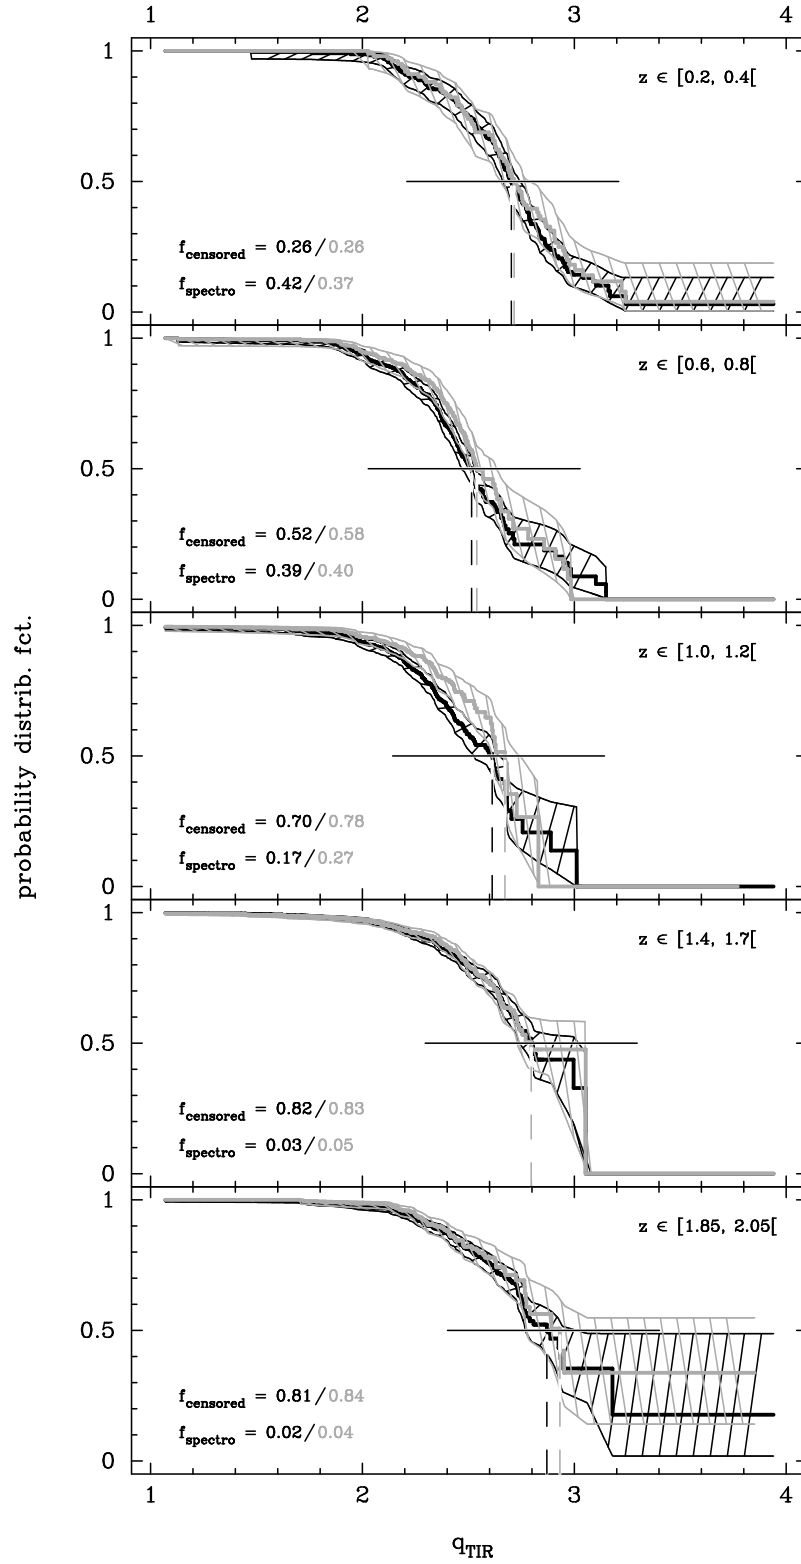 1 2 3 4
1
z ∈ [0.2, 0.4[
0.5
f_censored = 0.26/0.26
f_spectro = 0.42/0.37
0
1
z ∈ [0.6, 0.8[
0.5
f_censored = 0.52/0.58
f_spectro = 0.39/0.40
0
1
z ∈ [1.0, 1.2[
0.5
f_censored = 0.70/0.78
f_spectro = 0.17/0.27
0
1
z ∈ [1.4, 1.7[
0.5
f_censored = 0.82/0.83
f_spectro = 0.03/0.05
0
1
z ∈ [1.85, 2.05[
0.5
f_censored = 0.81/0.84
f_spectro = 0.02/0.04
0
1 2 3 4
q_TIR
probability distrib. fct.